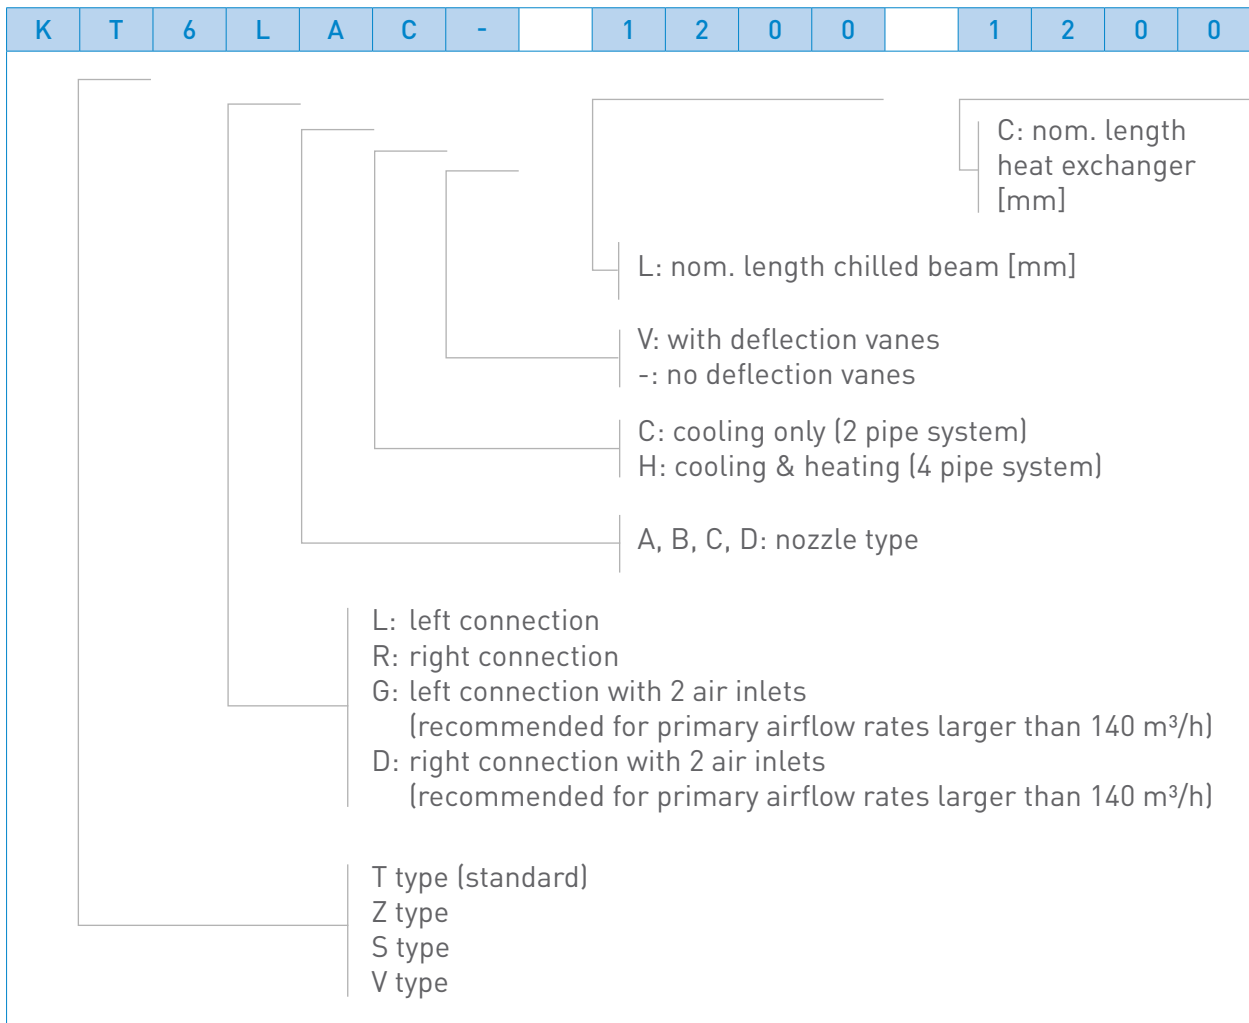 K T 6 L A C - 1 2 0 0 1 2 0 0
C: nom. length
heat exchanger
[mm]
L: nom. length chilled beam [mm]
V: with deflection vanes
-: no deflection vanes
C: cooling only (2 pipe system)
H: cooling & heating (4 pipe system)
A, B, C, D: nozzle type
L: left connection
R: right connection
G: left connection with 2 air inlets
(recommended for primary airflow rates larger than 140 m³/h)
D: right connection with 2 air inlets
(recommended for primary airflow rates larger than 140 m³/h)
T type (standard)
Z type
S type
V type